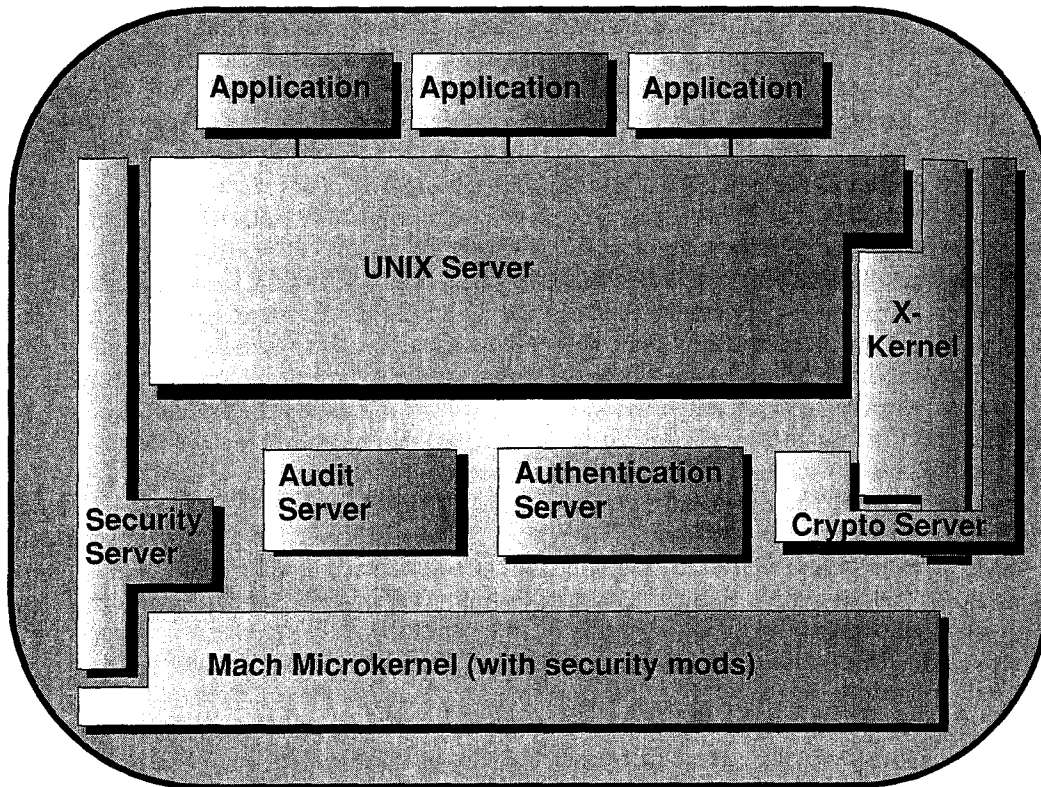 Application
Application
Application
UNIX Server
X-
Kernel
Audit
Server
Authentication
Server
Security
Server
Crypto Server
Mach Microkernel (with security mods)